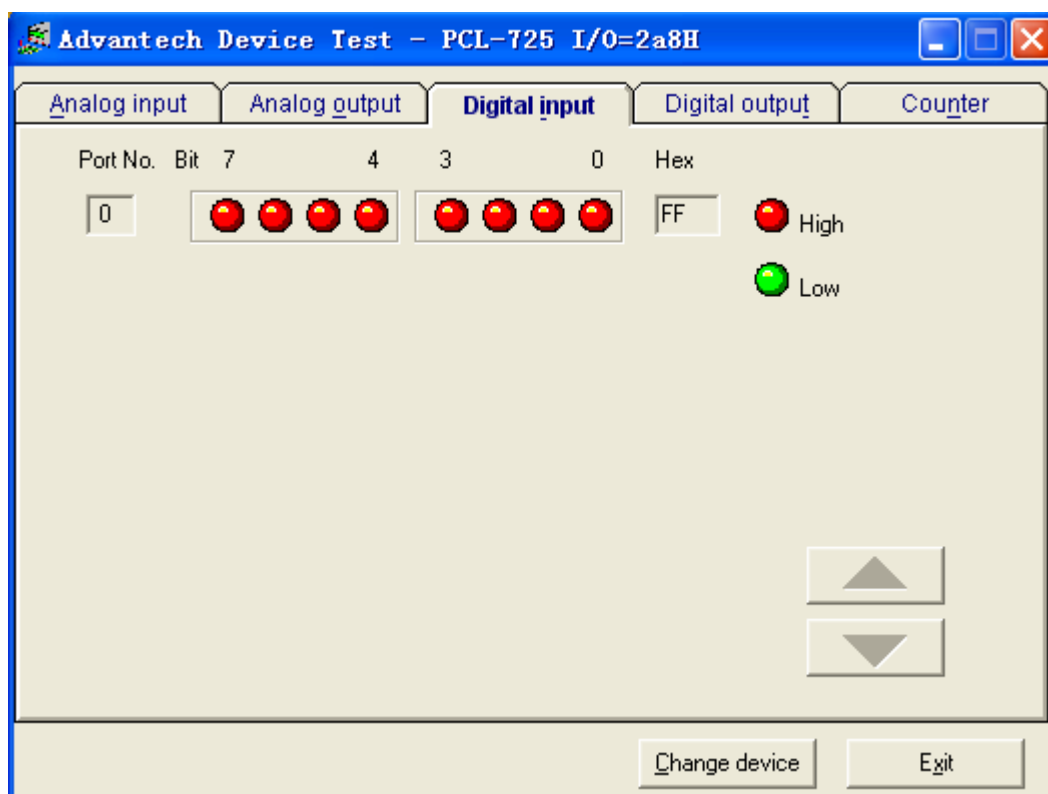 Advantech Device Test - PCL-725 I/O=2a8H
Analog input Analog output Digital input Digital output Counter
Port No. Bit 7 4 3 0 Hex
0 FF High
Low
Change device Exit